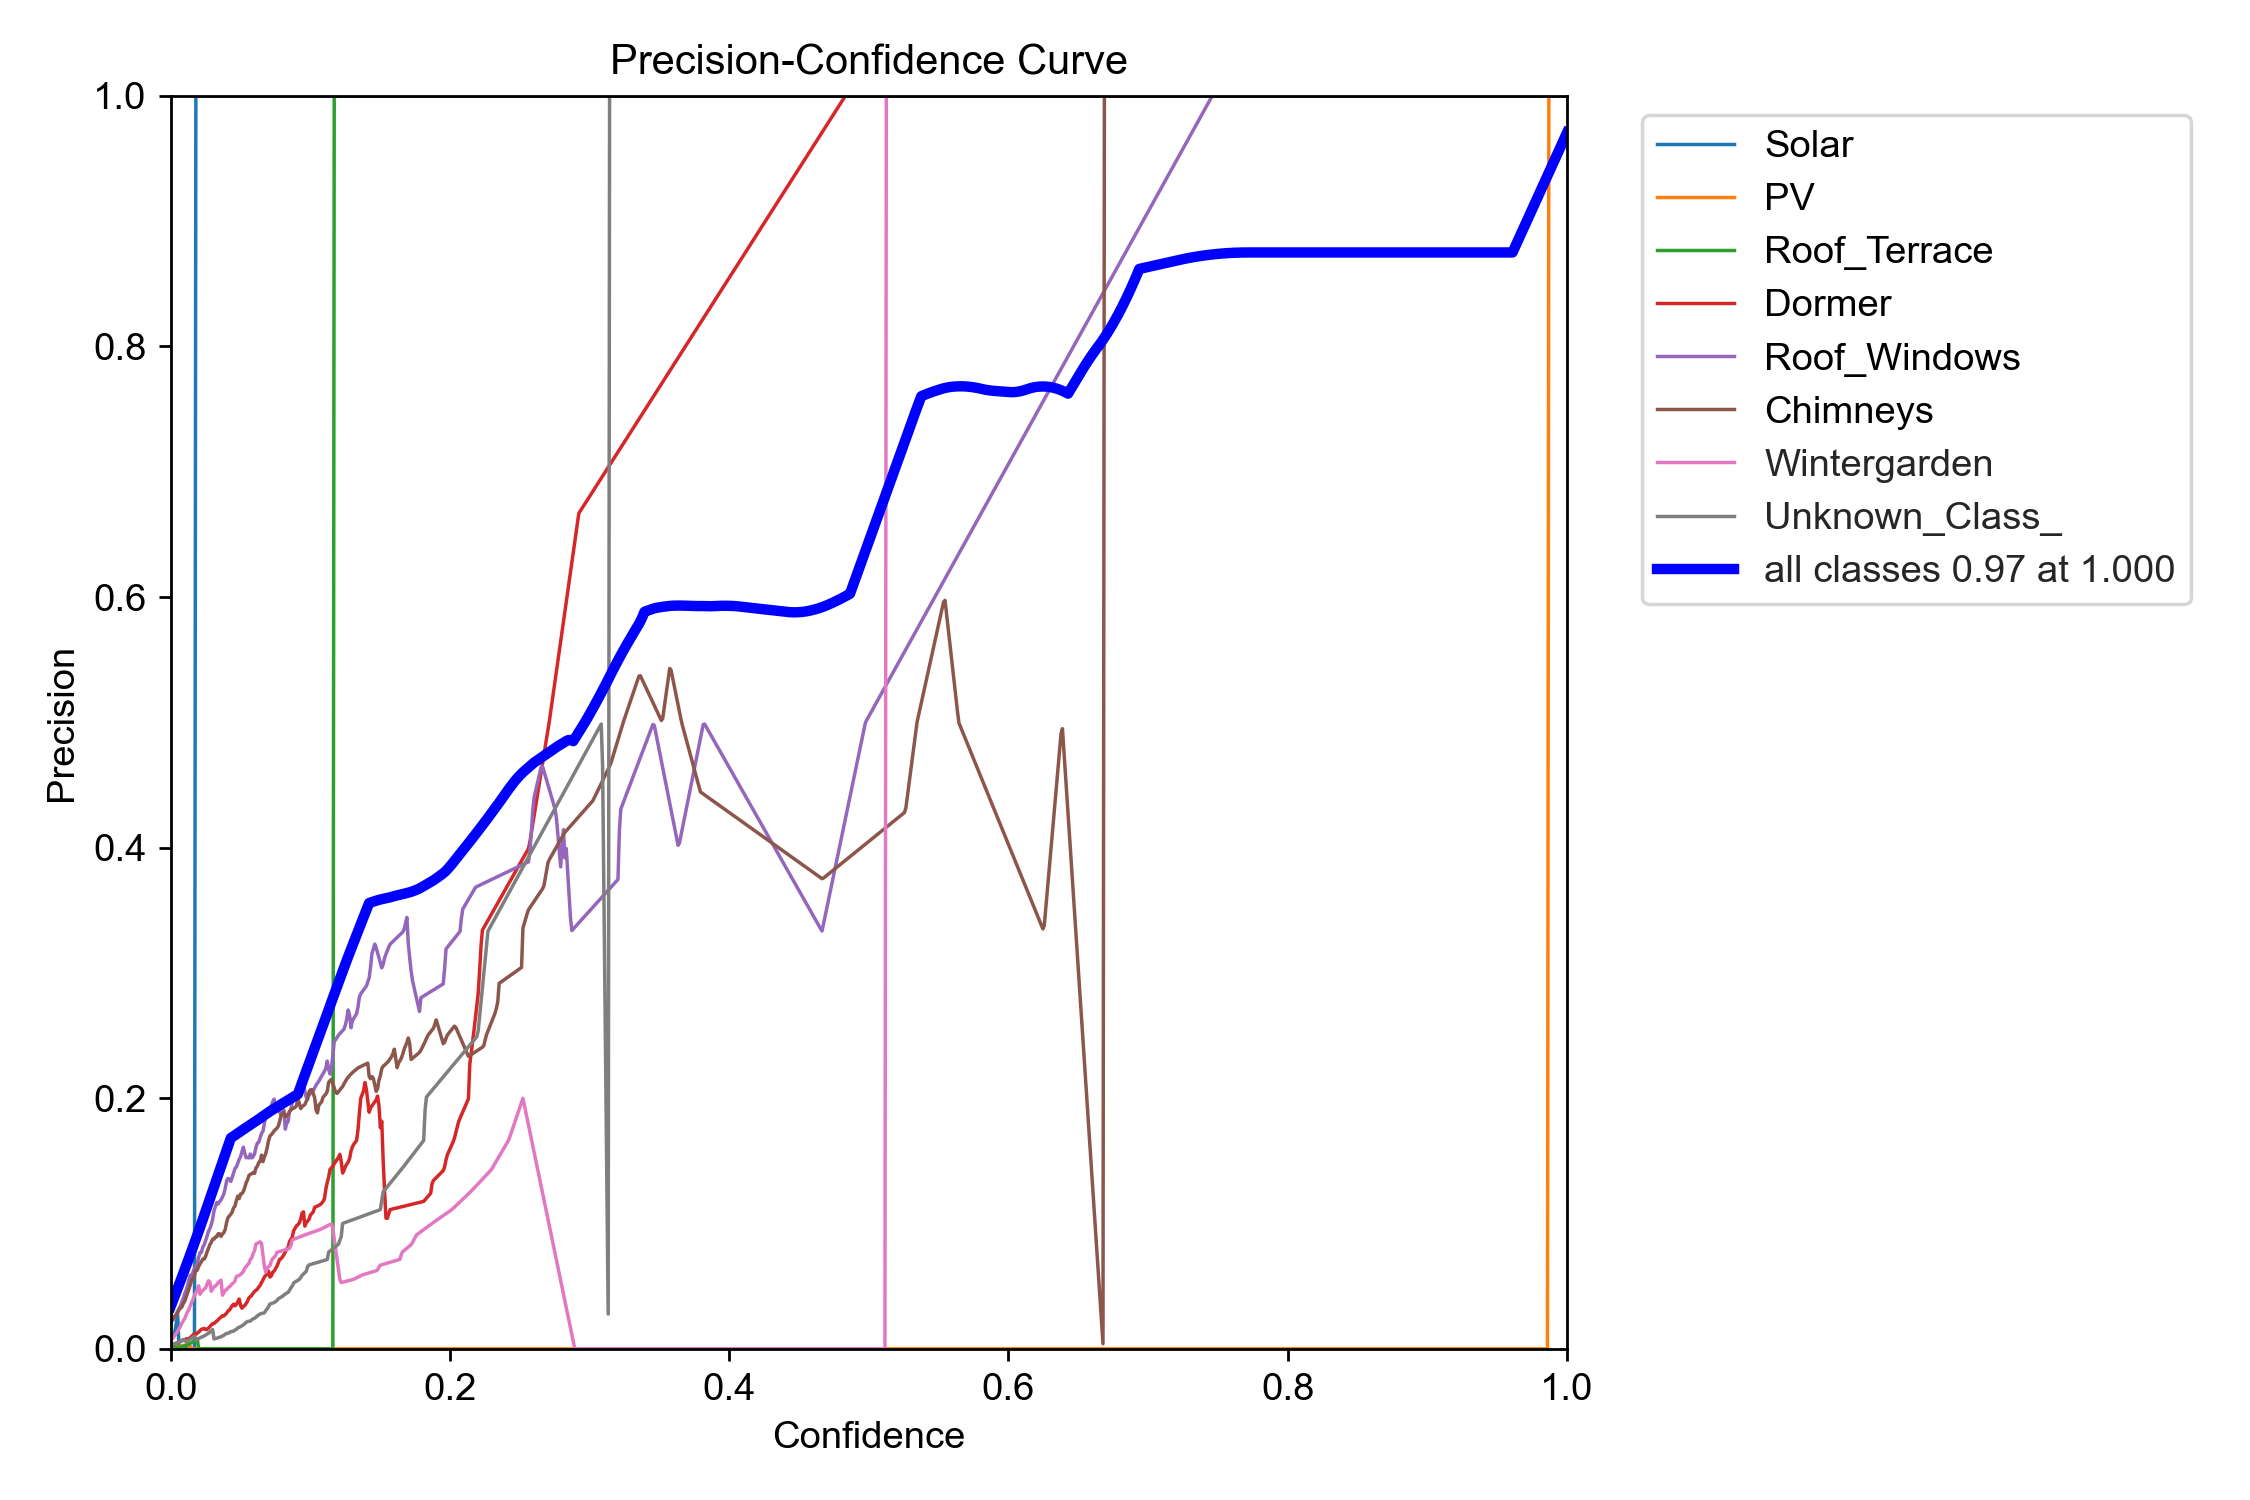 Precision-Confidence Curve
1.0
0.8
0.6
0.4
0.2
0.0
Precision
0.0 0.2 0.4 0.6 0.8 1.0
Confidence
Solar
PV
Roof_Terrace
Dormer
Roof_Windows
Chimneys
Wintergarden
Unknown_Class_
all classes 0.97 at 1.000